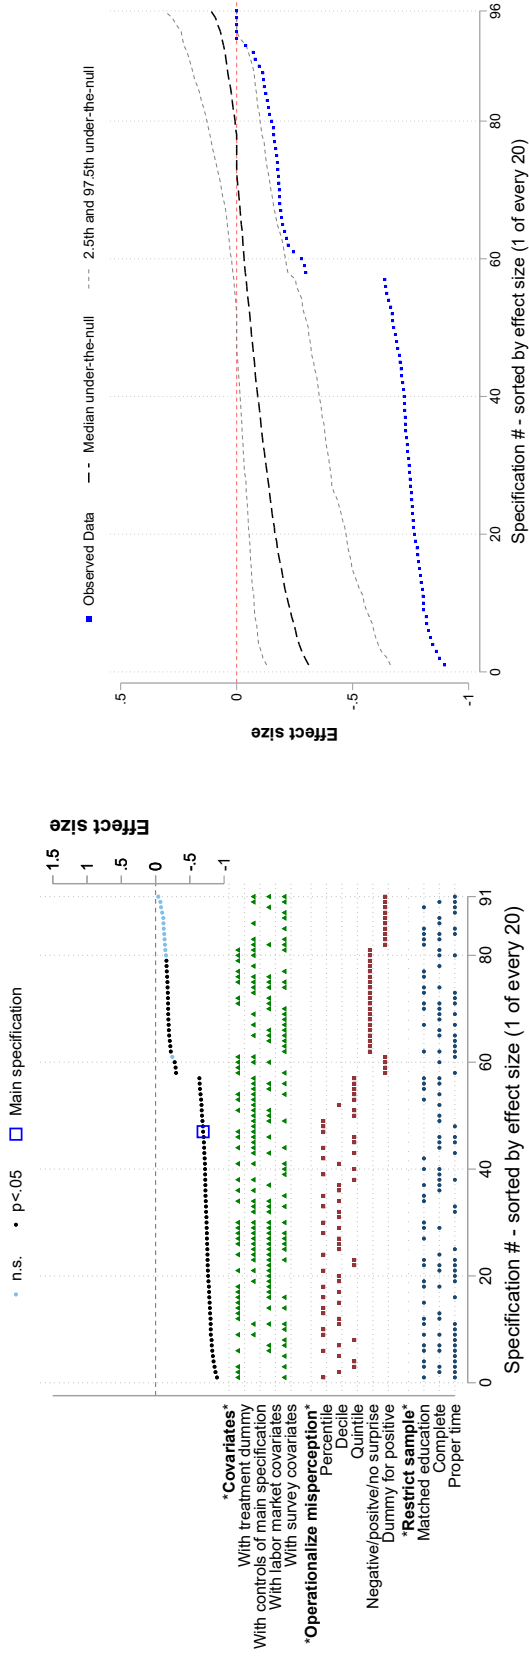 n.s.
p<.05
Main specification
1.5
1
.5
0
-.5
-1
Effect size
*Covariates*
With treatment dummy
With controls of main specification
With labor market covariates
With survey covariates
*Operationalize misperception*
Percentile
Decile
Quintile
Negative/positve/no surprise
Dummy for positive
*Restrict sample*
Matched education
Complete
Proper time
0 20 40 60 80 91
Specification # - sorted by effect size (1 of every 20)
Observed Data
Median under-the-null
2.5th and 97.5th under-the-null
.5
0
-.5
-1
Effect size
0 20 40 60 80 96
Specification # - sorted by effect size (1 of every 20)